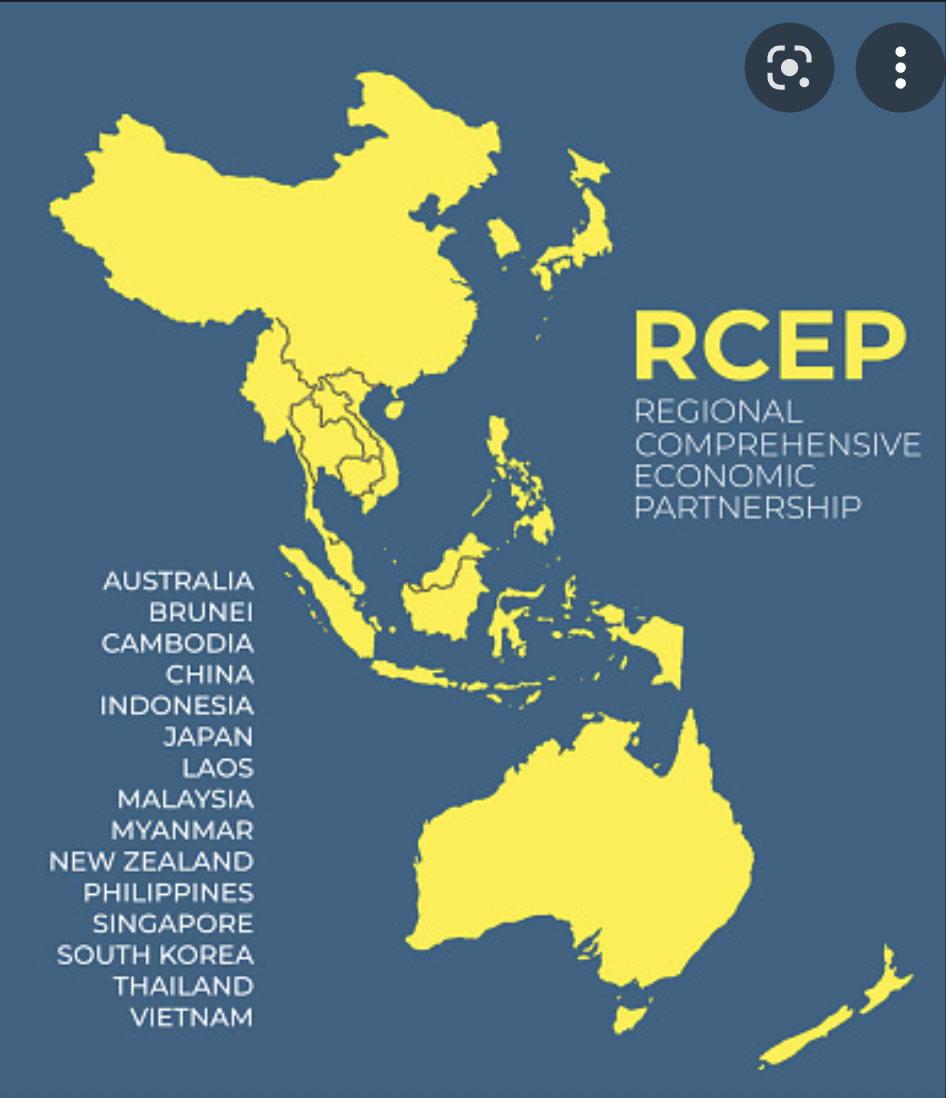 RCEP
REGIONAL
COMPREHENSIVE
ECONOMIC
PARTNERSHIP
AUSTRALIA
BRUNEI
CAMBODIA
CHINA
INDONESIA
JAPAN
LAOS
MALAYSIA
MYANMAR
NEW ZEALAND
PHILIPPINES
SINGAPORE
SOUTH KOREA
THAILAND
VIETNAM